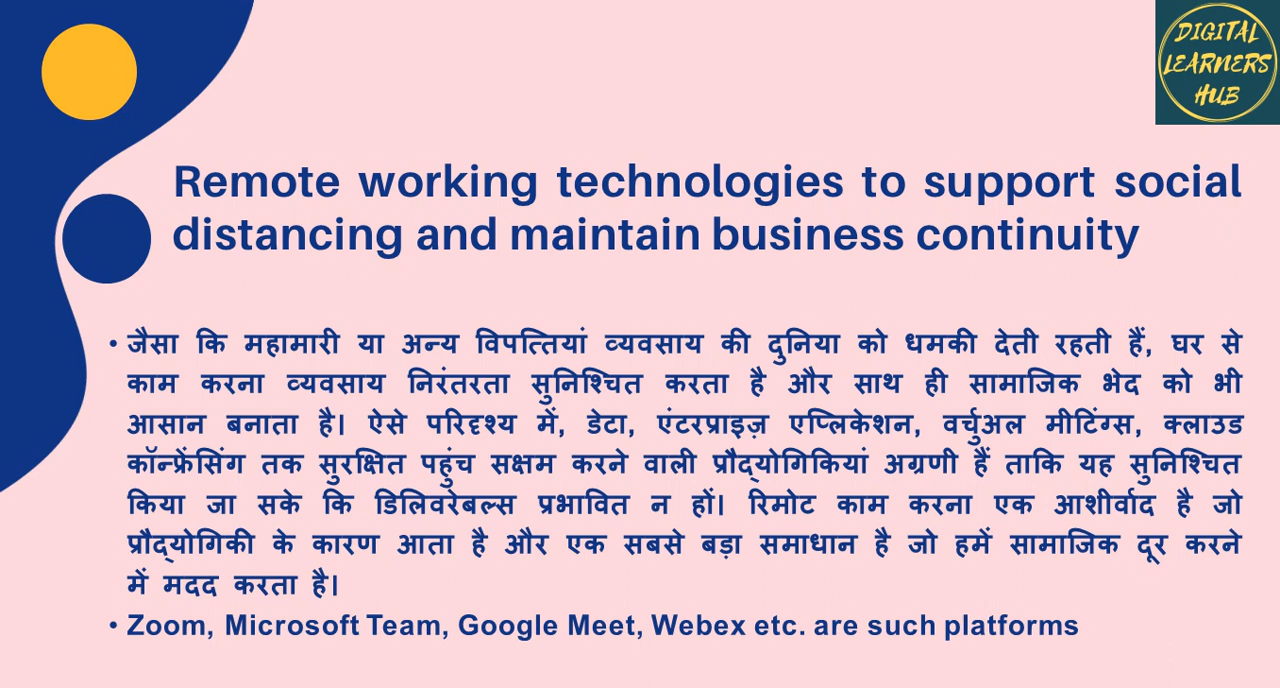 DIGITAL
LEARNERS
HUB
Remote working technologies to support social
distancing and maintain business continuity
• जैसा कि महामारी या अन्य विपत्तियां व्यवसाय की दुनिया को धमकी देती रहती हैं, घर से
काम करना व्यवसाय निरंतरता सुनिश्चित करता है और साथ ही सामाजिक भेद को भी
आसान बनाता है। ऐसे परिदृश्य में, डेटा, एंटरप्राइज़ एप्लिकेशन, वर्चुअल मीटिंग्स, क्लाउड
कॉन्फ्रेंसिंग तक सुरक्षित पहुंच सक्षम करने वाली प्रौद्योगिकियां अग्रणी हैं ताकि यह सुनिश्चित
किया जा सके कि डिलिवरेबल्स प्रभावित न हों। रिमोट काम करना एक आशीर्वाद है जो
प्रौद्योगिकी के कारण आता है और एक सबसे बड़ा समाधान है जो हमें सामाजिक दूर करने
में मदद करता है।
• Zoom, Microsoft Team, Google Meet, Webex etc. are such platforms